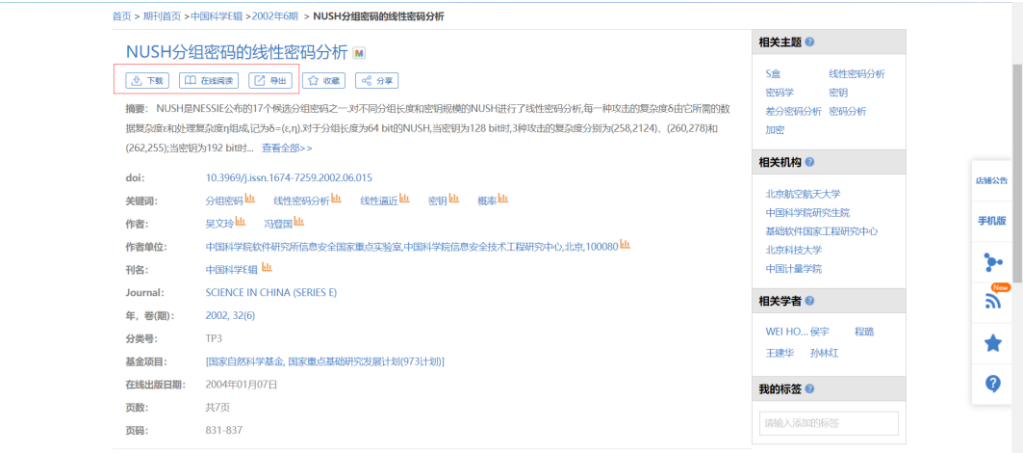 首页 > 期刊首页 >中国科学E辑 >2002年6期 > NUSH分组密码的线性密码分析
NUSH分组密码的线性密码分析 M
下载 在线阅读 导出 收藏 分享
摘要： NUSH是NESSIE公布的17个候选分组密码之一.对不同分组长度和密钥规模的NUSH进行了线性密码分析,每一种攻击的复杂度δ由它所需的数
据复杂度ε和处理复杂度η组成,记为δ=(ε,η).对于分组长度为64 bit的NUSH,当密钥为128 bit时,3种攻击的复杂度分别为(258,2124)、(260,278)和
(262,255);当密钥为192 bit时... 查看全部>>
doi： 10.3969/j.issn.1674-7259.2002.06.015
关键词： 分组密码 线性密码分析 线性逼近 密钥 概率
作者： 吴文玲 冯登国
作者单位： 中国科学院软件研究所信息安全国家重点实验室,中国科学院信息安全技术工程研究中心,北京,100080
刊名： 中国科学E辑
Journal： SCIENCE IN CHINA (SERIES E)
年，卷(期)： 2002, 32(6)
分类号： TP3
基金项目： [国家自然科学基金, 国家重点基础研究发展计划(973计划)]
在线出版日期： 2004年01月07日
页数： 共7页
页码： 831-837
相关主题
S盒 线性密码分析
密码学 密钥
差分密码分析 密码分析
加密
相关机构
北京航空航天大学
中国科学院研究生院
基础软件国家工程研究中心
北京科技大学
中国计量学院
相关学者
WEI HO... 侯宇 程璐
王建华 孙林红
我的标签
请输入添加的标签
店铺公告
手机版
New